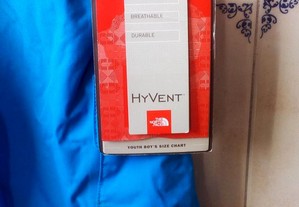 BREATHABLE
DURABLE
HYVENT
THE
NORTH
FACE
YOUTH BOY'S SIZE CHART